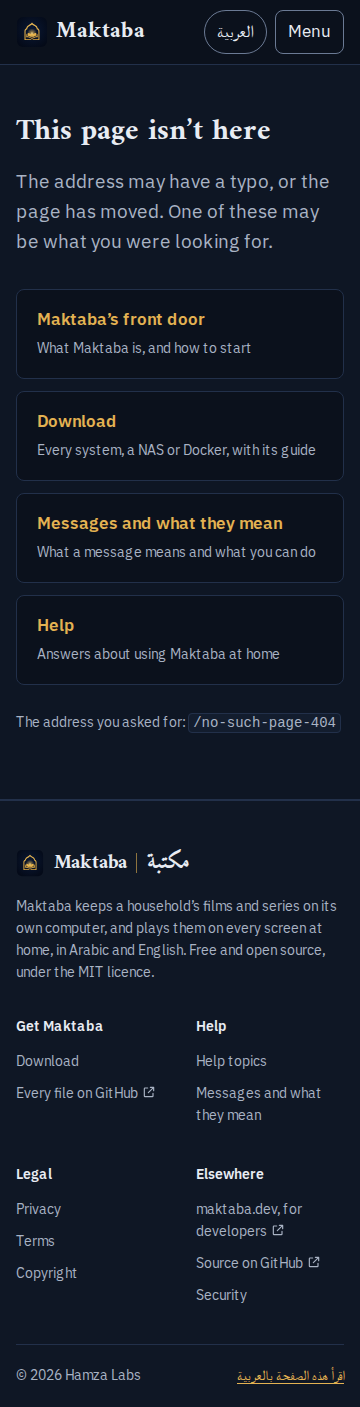 Maktaba
العربية
Menu
This page isn’t here
The address may have a typo, or the
page has moved. One of these may
be what you were looking for.
Maktaba’s front door
What Maktaba is, and how to start
Download
Every system, a NAS or Docker, with its guide
Messages and what they mean
What a message means and what you can do
Help
Answers about using Maktaba at home
The address you asked for: /no-such-page-404
Maktaba | مكتبة
Maktaba keeps a household’s films and series on its
own computer, and plays them on every screen at
home, in Arabic and English. Free and open source,
under the MIT licence.
Get Maktaba
Download
Every file on GitHub
Help
Help topics
Messages and what
they mean
Legal
Privacy
Terms
Copyright
Elsewhere
maktaba.dev, for
developers
Source on GitHub
Security
© 2026 Hamza Labs
اقرأ هذه الصفحة بالعربية